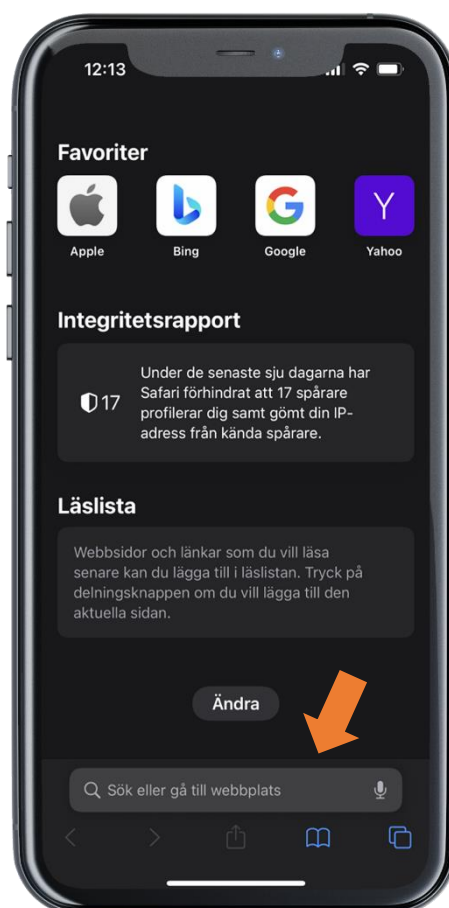 12:13
Favoriter
Apple
Bing
Google
Y
Yahoo
Integritetsrapport
17
Under de senaste sju dagarna har
Safari förhindrat att 17 spårare
profilerar dig samt gömt din IP-
adress från kända spårare.
Läslista
Webbsidor och länkar som du vill läsa
senare kan du lägga till i läslistan. Tryck på
delningsknappen om du vill lägga till den
aktuella sidan.
Ändra
Sök eller gå till webbplats